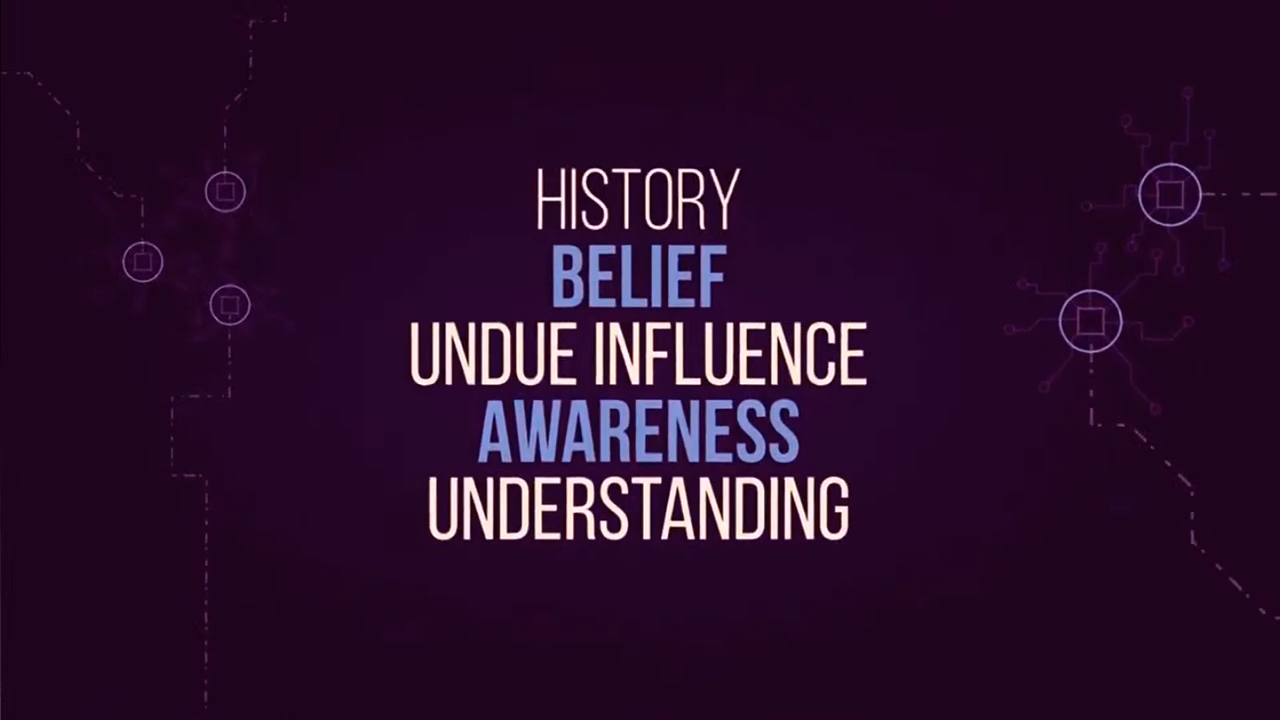 HISTORY
BELIEF
UNDUE INFLUENCE
AWARENESS
UNDERSTANDING